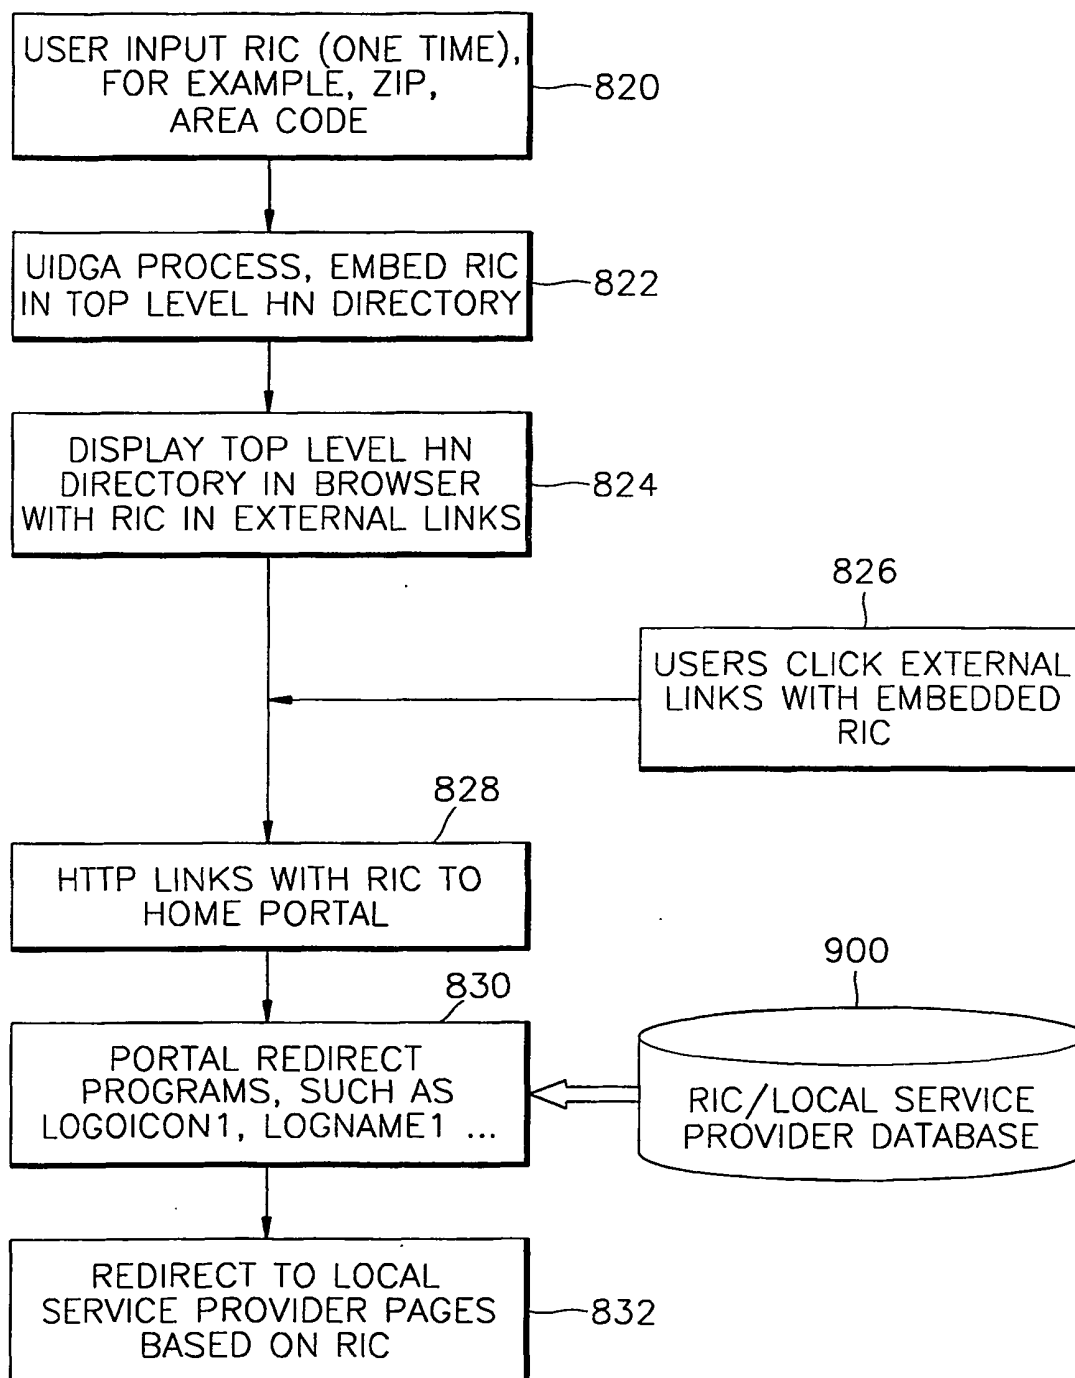 USER INPUT RIC (ONE TIME),
FOR EXAMPLE, ZIP,
AREA CODE
820
UIDGA PROCESS, EMBED RIC
IN TOP LEVEL HN DIRECTORY
822
DISPLAY TOP LEVEL HN
DIRECTORY IN BROWSER
WITH RIC IN EXTERNAL LINKS
824
826
USERS CLICK EXTERNAL
LINKS WITH EMBEDDED
RIC
828
HTTP LINKS WITH RIC TO
HOME PORTAL
830
PORTAL REDIRECT
PROGRAMS, SUCH AS
LOGOICON1, LOGNAME1 ...
900
RIC/LOCAL SERVICE
PROVIDER DATABASE
REDIRECT TO LOCAL
SERVICE PROVIDER PAGES
BASED ON RIC
832